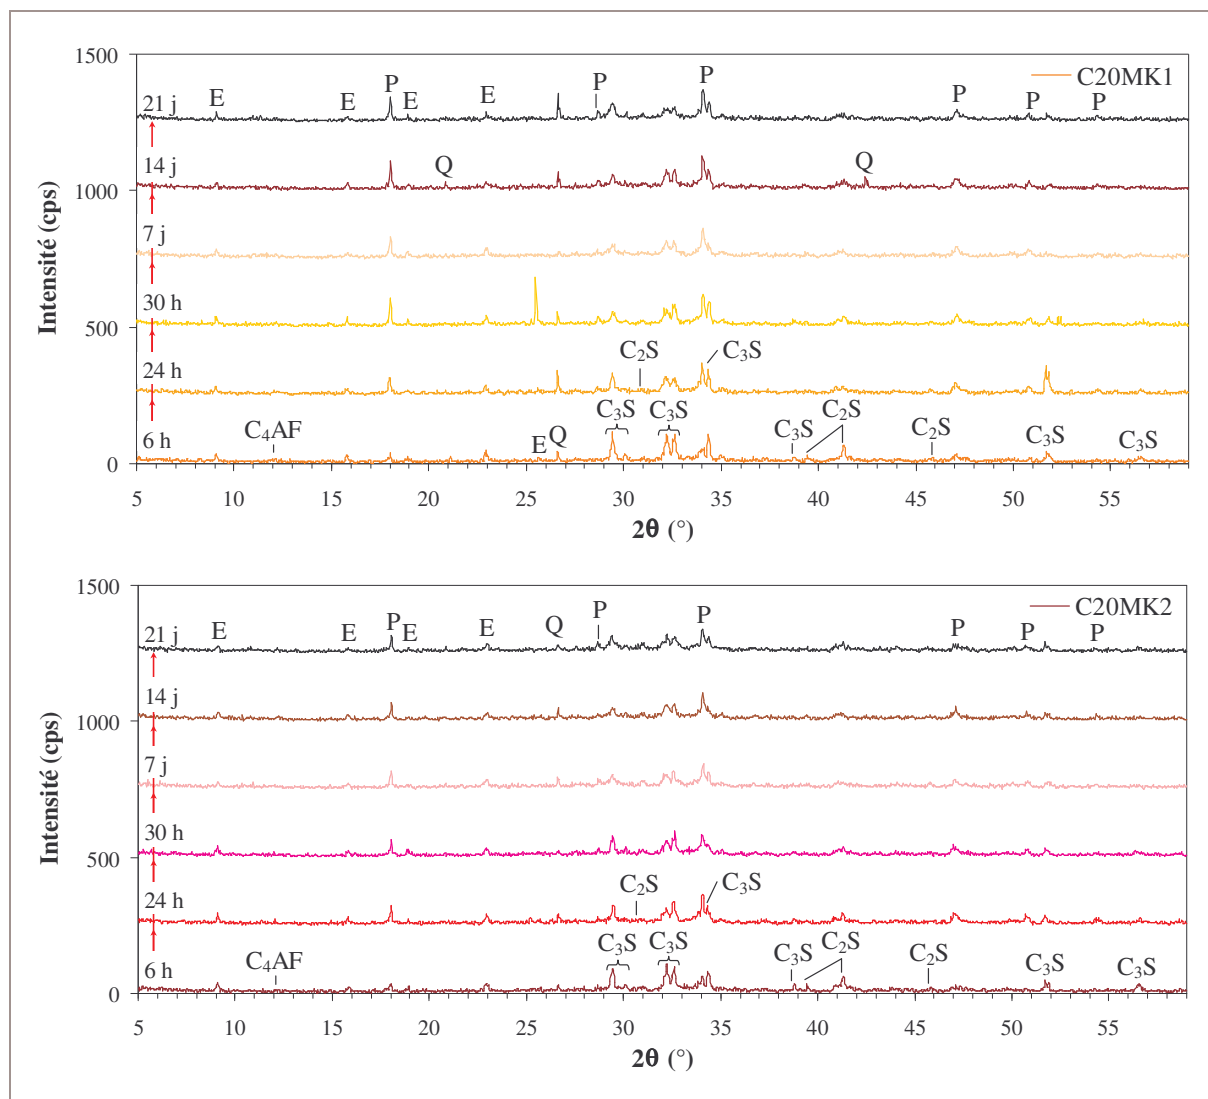 1500
C20MK1
21 j
E
E
P
E
E
P
P
P
P
P
14 j
Q
Q
1000
7 j
30 h
500
24 h
C₂S
C₃S
6 h
C₄AF
E
Q
C₃S
C₃S
C₃S
C₂S
C₂S
C₃S
C₃S
0
Intensité (cps)
5 10 15 20 25 30 35 40 45 50 55
2θ (°)
1500
C20MK2
21 j
E
E
P
E
E
Q
P
P
P
P
P
14 j
1000
7 j
30 h
500
24 h
C₂S
C₃S
6 h
C₄AF
C₃S
C₃S
C₃S
C₂S
C₂S
C₃S
C₃S
0
Intensité (cps)
5 10 15 20 25 30 35 40 45 50 55
2θ (°)